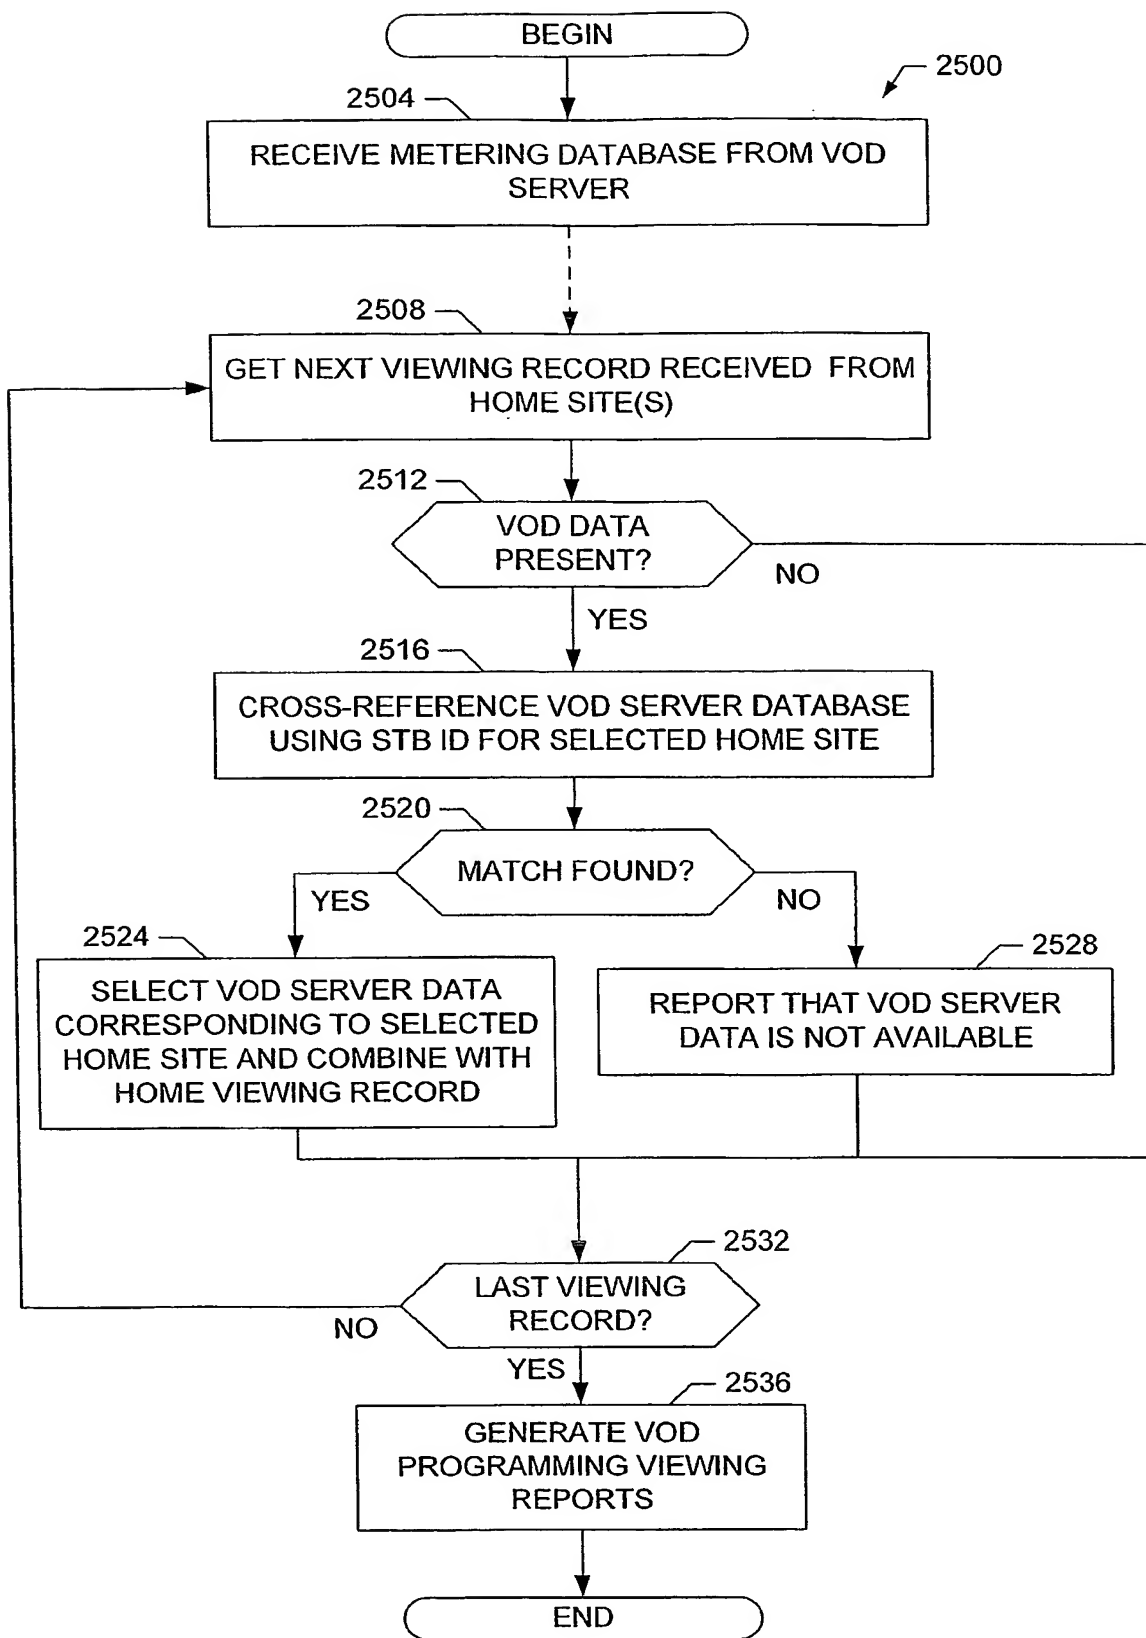 BEGIN
2500
2504
RECEIVE METERING DATABASE FROM VOD
SERVER
2508
GET NEXT VIEWING RECORD RECEIVED FROM
HOME SITE(S)
2512
VOD DATA
PRESENT?
NO
YES
2516
CROSS-REFERENCE VOD SERVER DATABASE
USING STB ID FOR SELECTED HOME SITE
2520
MATCH FOUND?
YES
NO
2524
SELECT VOD SERVER DATA
CORRESPONDING TO SELECTED
HOME SITE AND COMBINE WITH
HOME VIEWING RECORD
2528
REPORT THAT VOD SERVER
DATA IS NOT AVAILABLE
2532
LAST VIEWING
RECORD?
NO
YES
2536
GENERATE VOD
PROGRAMMING VIEWING
REPORTS
END